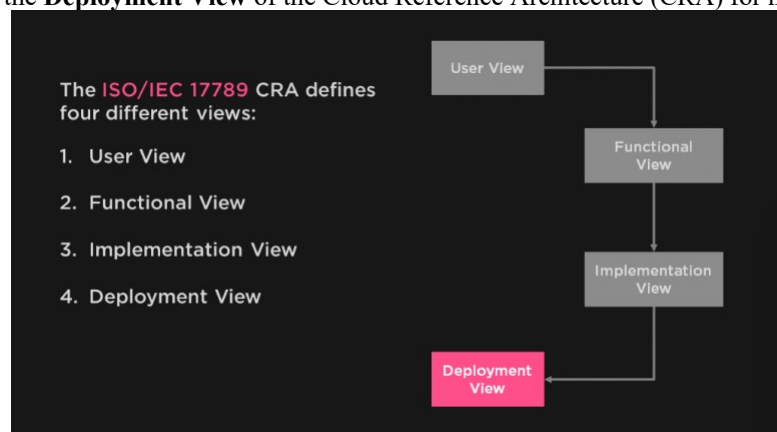 the Deployment View of the Cloud Reference Architecture (CRA) for
The ISO/IEC 17789 CRA defines
four different views:
1. User View
2. Functional View
3. Implementation View
4. Deployment View
User View
Functional
View
Implementation
View
Deployment
View